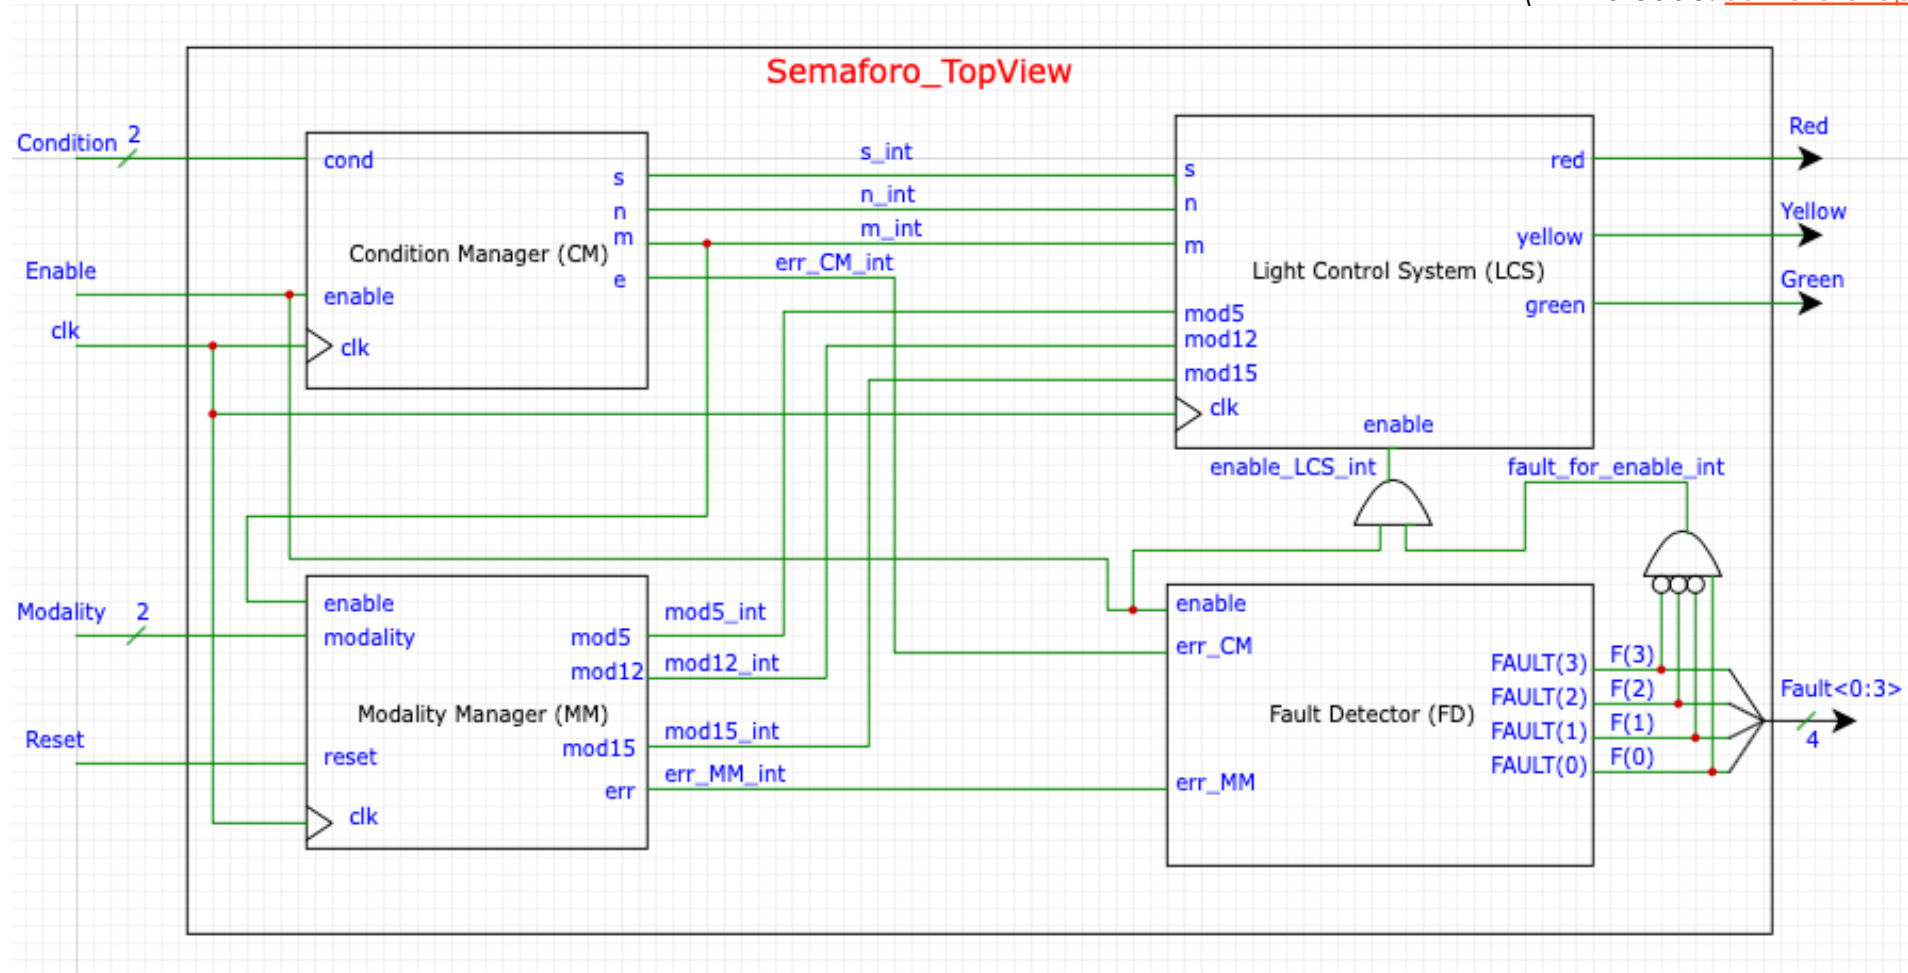 Semaforo_TopView
Condition 2
Enable
clk
Modality 2
Reset
cond
s
n
m
e
Condition Manager (CM)
enable
clk
s_int
n_int
m_int
err_CM_int
s
n
m
mod5
mod12
mod15
clk
enable
Light Control System (LCS)
red
yellow
green
Red
Yellow
Green
enable_LCS_int
fault_for_enable_int
enable
modality
mod5
mod12
Modality Manager (MM)
mod15
reset
err
clk
mod5_int
mod12_int
mod15_int
err_MM_int
enable
err_CM
err_MM
Fault Detector (FD)
FAULT(3)
FAULT(2)
FAULT(1)
FAULT(0)
F(3)
F(2)
F(1)
F(0)
Fault<0:3>
4